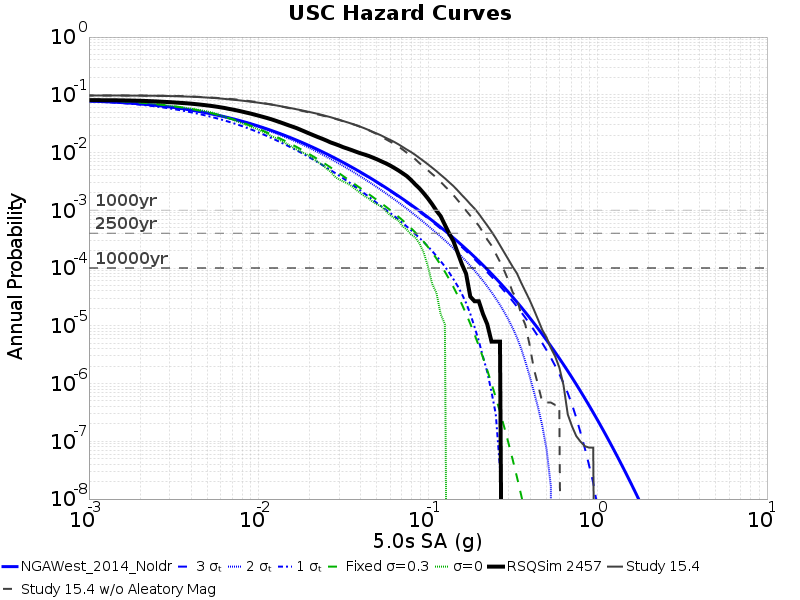 USC Hazard Curves
10^0
10^-1
10^-2
10^-3
10^-4
10^-5
10^-6
10^-7
10^-8
Annual Probability
1000yr
2500yr
10000yr
10^-3 10^-2 10^-1 10^0 10^1
5.0s SA (g)
NGAWest_2014_NoIdr 3 σₜ 2 σₜ 1 σₜ Fixed σ=0.3 σ=0 RSQSim 2457 Study 15.4
Study 15.4 w/o Aleatory Mag